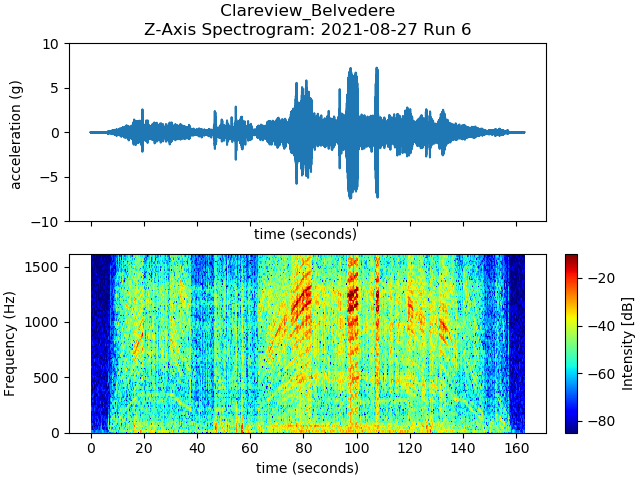 Clareview_Belvedere
Z-Axis Spectrogram: 2021-08-27 Run 6
10
5
0
−5
−10
acceleration (g)
time (seconds)
1500
1000
500
0
Frequency (Hz)
0 20 40 60 80 100 120 140 160
time (seconds)
−20
−40
−60
−80
Intensity [dB]